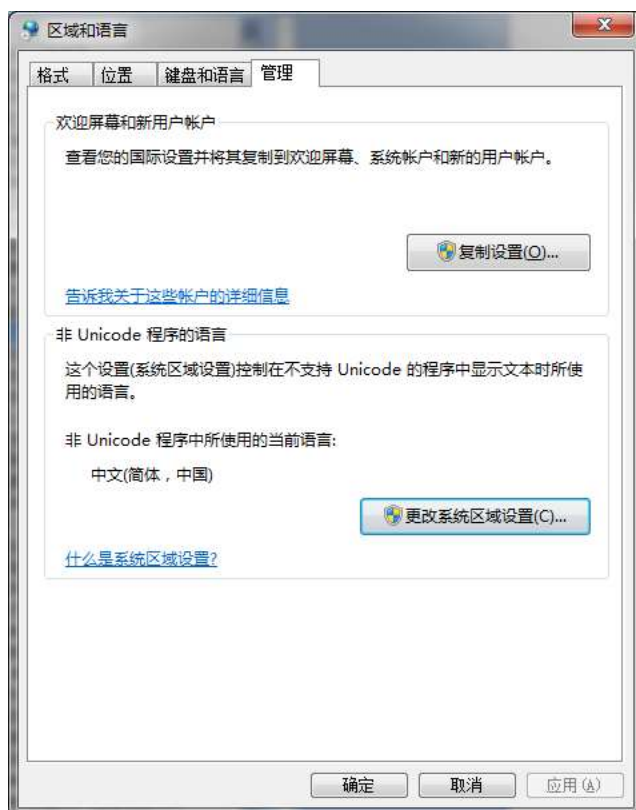 区域和语言
格式 位置 键盘和语言 管理
欢迎屏幕和新用户帐户
查看您的国际设置并将其复制到欢迎屏幕、系统帐户和新的用户帐户。
复制设置(O)...
告诉我关于这些帐户的详细信息
非 Unicode 程序的语言
这个设置(系统区域设置)控制在不支持 Unicode 的程序中显示文本时所使
用的语言。
非 Unicode 程序中所使用的当前语言:
中文(简体，中国)
更改系统区域设置(C)...
什么是系统区域设置?
确定 取消 应用(A)